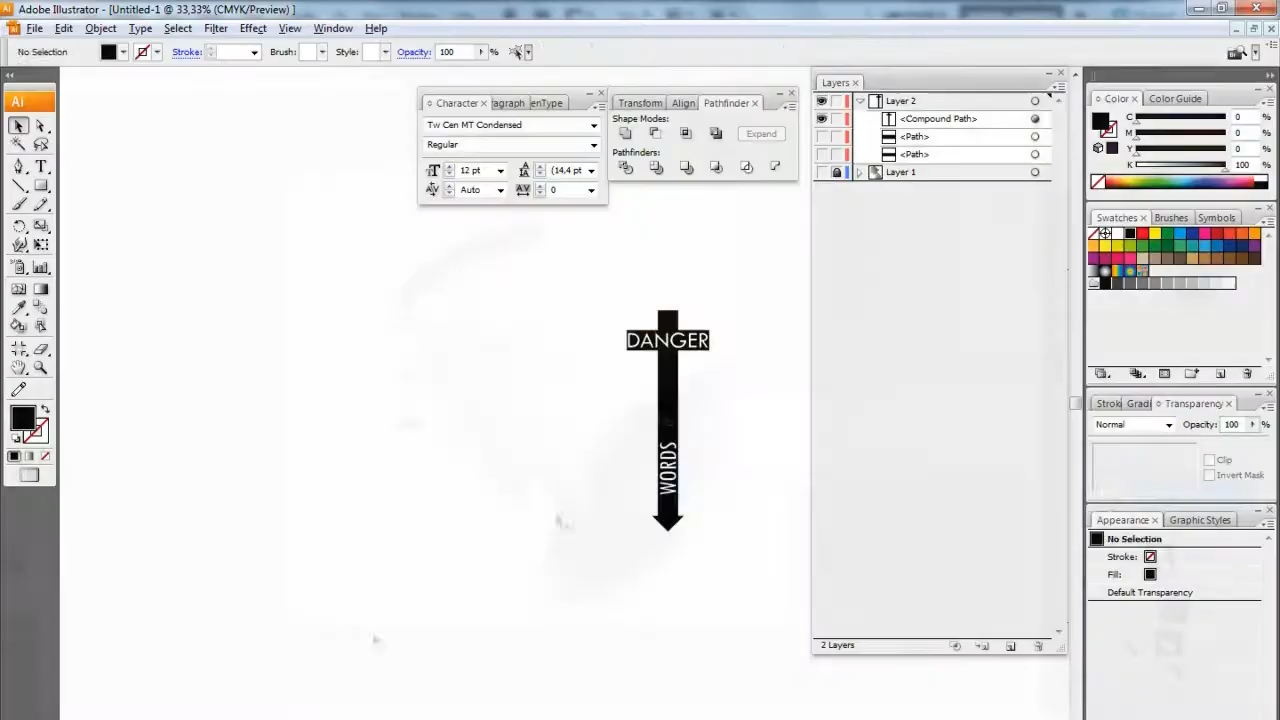 Adobe Illustrator - [Untitled-1 @ 33,33% (CMYK/Preview) ]
File Edit Object Type Select Filter Effect View Window Help
No Selection Stroke: Brush: Style: Opacity: 100 %
Ai
Character enType
Tw Cen MT Condensed
Regular
12 pt (14,4 pt
Auto 0
Transform Align Pathfinder
Shape Modes:
Expand
Pathfinders:
DANGER
WORDS
Layers
Layer 2
<Compound Path>
<Path>
<Path>
Layer 1
2 Layers
Color Color Guide
C 0 %
M 0 %
Y 0 %
K 100 %
Swatches Brushes Symbols
Transparency
Normal Opacity: 100 %
Clip
Invert Mask
Appearance Graphic Styles
No Selection
Stroke:
Fill:
Default Transparency